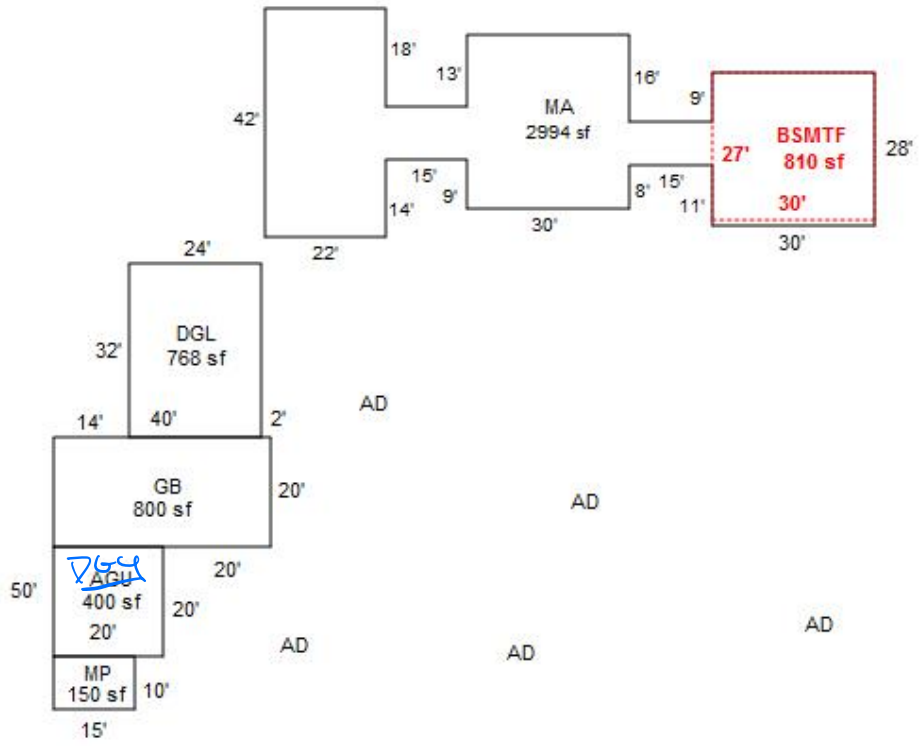 18'
13'
16'
9'
42'
MA
2994 sf
BSMTF
810 sf
27'
28'
15'
9'
14'
8'
15'
11'
30'
30'
30'
22'
24'
DGL
768 sf
32'
AD
14'
40'
2'
GB
800 sf
20'
AD
20'
DGU
AGU
400 sf
50'
20'
20'
AD
AD
AD
MP
150 sf
10'
15'